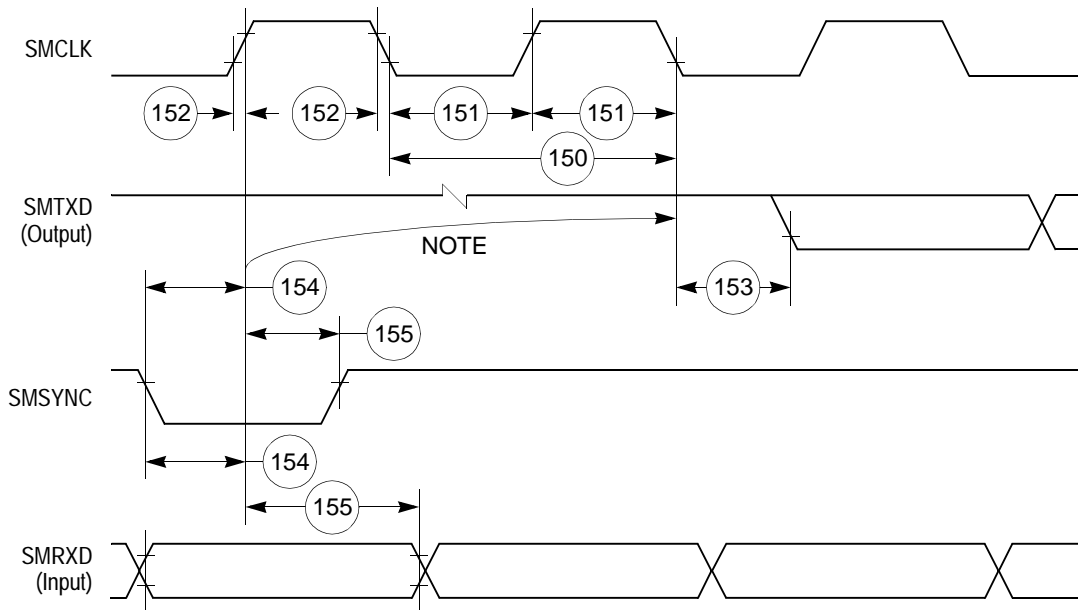 SMCLK
152
152
151
151
150
SMTXD
(Output)
NOTE
154
153
155
SMSYNC
154
155
SMRXD
(Input)